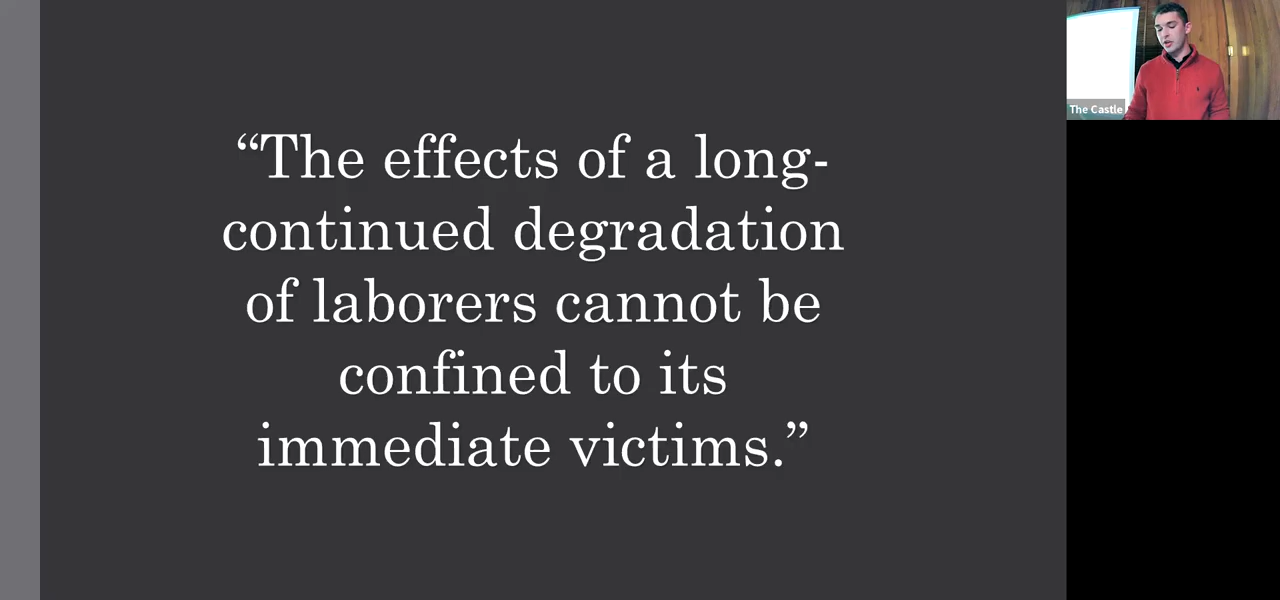 “The effects of a long-
continued degradation
of laborers cannot be
confined to its
immediate victims.”
The Castle